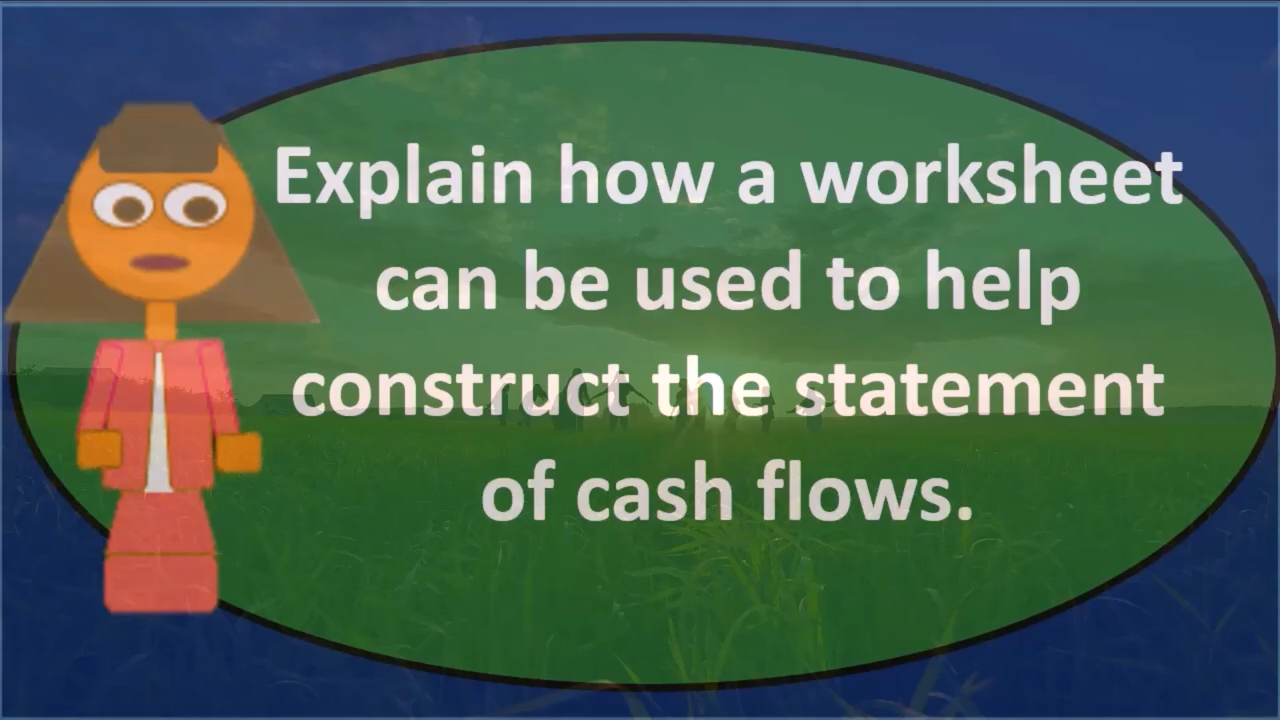 Explain how a worksheet
can be used to help
construct the statement
of cash flows.